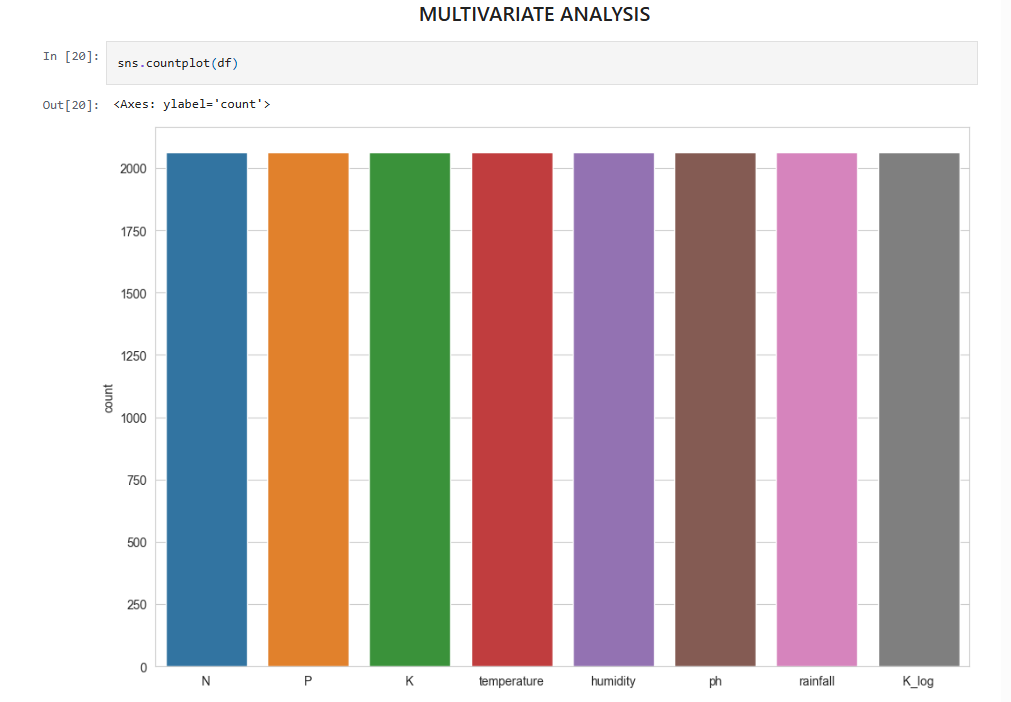 MULTIVARIATE ANALYSIS
In [20]:
sns.countplot(df)
Out[20]:
<Axes: ylabel='count'>
2000
1750
1500
1250
1000
750
500
250
0
count
N P K temperature humidity ph rainfall K_log